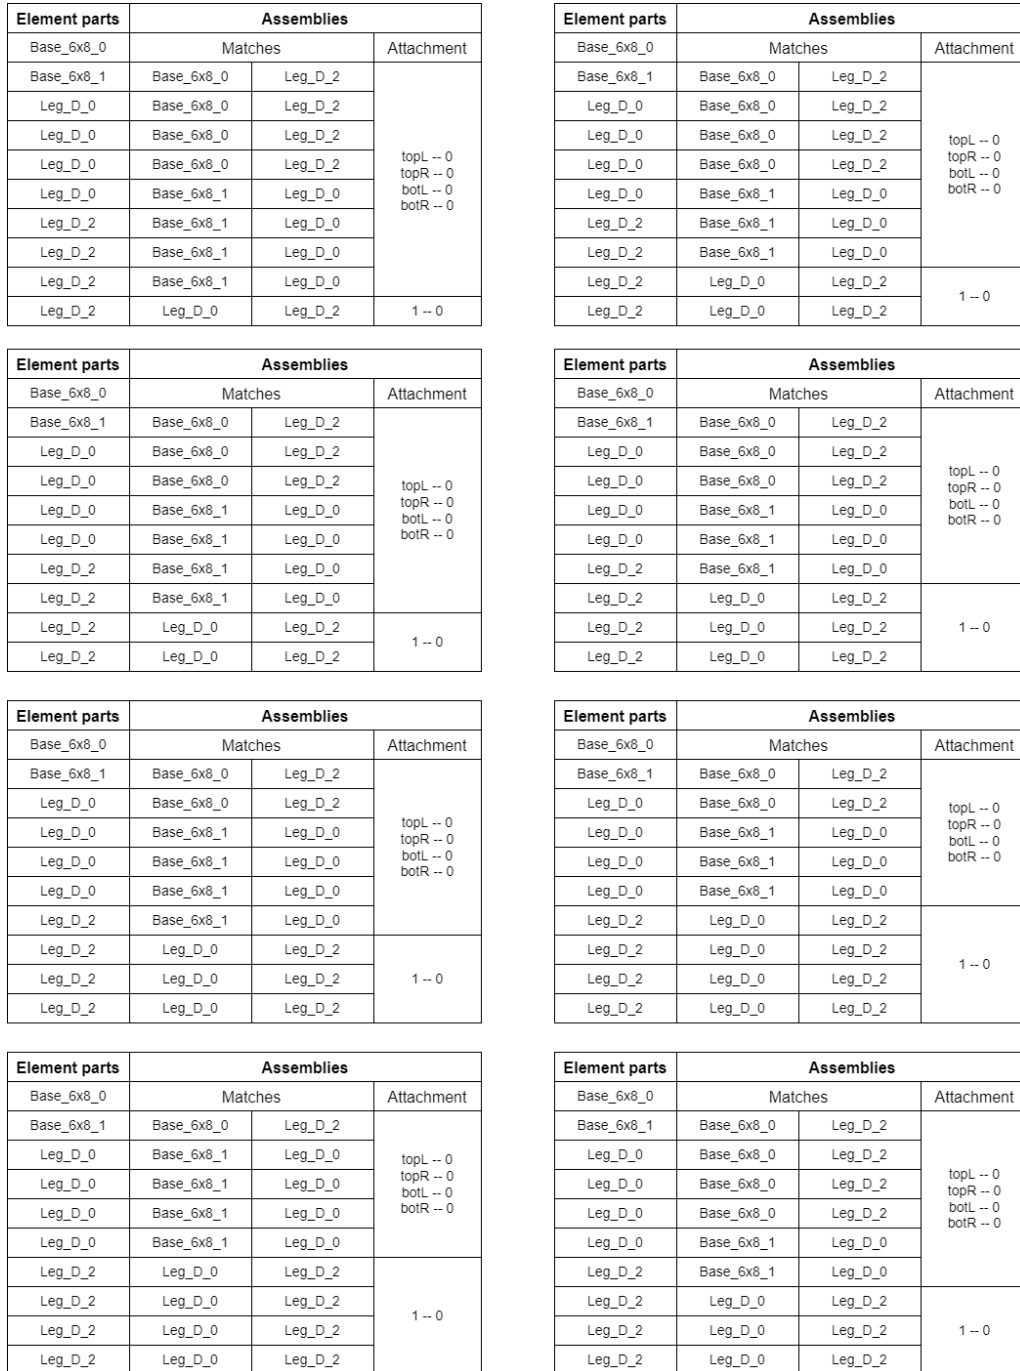 Element parts Assemblies
Base_6x8_0 Matches Attachment
Base_6x8_1 Base_6x8_0 Leg_D_2
Leg_D_0 Base_6x8_0 Leg_D_2
Leg_D_0 Base_6x8_0 Leg_D_2
Leg_D_0 Base_6x8_0 Leg_D_2
Leg_D_0 Base_6x8_1 Leg_D_0
Leg_D_2 Base_6x8_1 Leg_D_0
Leg_D_2 Base_6x8_1 Leg_D_0
Leg_D_2 Base_6x8_1 Leg_D_0
topL -- 0
topR -- 0
botL -- 0
botR -- 0
Leg_D_2 Leg_D_0 Leg_D_2 1 -- 0
Element parts Assemblies
Base_6x8_0 Matches Attachment
Base_6x8_1 Base_6x8_0 Leg_D_2
Leg_D_0 Base_6x8_0 Leg_D_2
Leg_D_0 Base_6x8_0 Leg_D_2
Leg_D_0 Base_6x8_0 Leg_D_2
Leg_D_0 Base_6x8_1 Leg_D_0
Leg_D_2 Base_6x8_1 Leg_D_0
Leg_D_2 Base_6x8_1 Leg_D_0
topL -- 0
topR -- 0
botL -- 0
botR -- 0
Leg_D_2 Leg_D_0 Leg_D_2
Leg_D_2 Leg_D_0 Leg_D_2
1 -- 0
Element parts Assemblies
Base_6x8_0 Matches Attachment
Base_6x8_1 Base_6x8_0 Leg_D_2
Leg_D_0 Base_6x8_0 Leg_D_2
Leg_D_0 Base_6x8_0 Leg_D_2
Leg_D_0 Base_6x8_1 Leg_D_0
Leg_D_0 Base_6x8_1 Leg_D_0
Leg_D_2 Base_6x8_1 Leg_D_0
Leg_D_2 Base_6x8_1 Leg_D_0
topL -- 0
topR -- 0
botL -- 0
botR -- 0
Leg_D_2 Leg_D_0 Leg_D_2
Leg_D_2 Leg_D_0 Leg_D_2
1 -- 0
Element parts Assemblies
Base_6x8_0 Matches Attachment
Base_6x8_1 Base_6x8_0 Leg_D_2
Leg_D_0 Base_6x8_0 Leg_D_2
Leg_D_0 Base_6x8_0 Leg_D_2
Leg_D_0 Base_6x8_1 Leg_D_0
Leg_D_0 Base_6x8_1 Leg_D_0
Leg_D_2 Base_6x8_1 Leg_D_0
topL -- 0
topR -- 0
botL -- 0
botR -- 0
Leg_D_2 Leg_D_0 Leg_D_2
Leg_D_2 Leg_D_0 Leg_D_2
Leg_D_2 Leg_D_0 Leg_D_2
1 -- 0
Element parts Assemblies
Base_6x8_0 Matches Attachment
Base_6x8_1 Base_6x8_0 Leg_D_2
Leg_D_0 Base_6x8_0 Leg_D_2
Leg_D_0 Base_6x8_1 Leg_D_0
Leg_D_0 Base_6x8_1 Leg_D_0
Leg_D_0 Base_6x8_1 Leg_D_0
Leg_D_2 Base_6x8_1 Leg_D_0
topL -- 0
topR -- 0
botL -- 0
botR -- 0
Leg_D_2 Leg_D_0 Leg_D_2
Leg_D_2 Leg_D_0 Leg_D_2
Leg_D_2 Leg_D_0 Leg_D_2
1 -- 0
Element parts Assemblies
Base_6x8_0 Matches Attachment
Base_6x8_1 Base_6x8_0 Leg_D_2
Leg_D_0 Base_6x8_0 Leg_D_2
Leg_D_0 Base_6x8_1 Leg_D_0
Leg_D_0 Base_6x8_1 Leg_D_0
Leg_D_0 Base_6x8_1 Leg_D_0
topL -- 0
topR -- 0
botL -- 0
botR -- 0
Leg_D_2 Leg_D_0 Leg_D_2
Leg_D_2 Leg_D_0 Leg_D_2
Leg_D_2 Leg_D_0 Leg_D_2
Leg_D_2 Leg_D_0 Leg_D_2
1 -- 0
Element parts Assemblies
Base_6x8_0 Matches Attachment
Base_6x8_1 Base_6x8_0 Leg_D_2
Leg_D_0 Base_6x8_1 Leg_D_0
Leg_D_0 Base_6x8_1 Leg_D_0
Leg_D_0 Base_6x8_1 Leg_D_0
Leg_D_0 Base_6x8_1 Leg_D_0
topL -- 0
topR -- 0
botL -- 0
botR -- 0
Leg_D_2 Leg_D_0 Leg_D_2
Leg_D_2 Leg_D_0 Leg_D_2
Leg_D_2 Leg_D_0 Leg_D_2
Leg_D_2 Leg_D_0 Leg_D_2
1 -- 0
Element parts Assemblies
Base_6x8_0 Matches Attachment
Base_6x8_1 Base_6x8_0 Leg_D_2
Leg_D_0 Base_6x8_0 Leg_D_2
Leg_D_0 Base_6x8_0 Leg_D_2
Leg_D_0 Base_6x8_0 Leg_D_2
Leg_D_0 Base_6x8_1 Leg_D_0
Leg_D_2 Base_6x8_1 Leg_D_0
topL -- 0
topR -- 0
botL -- 0
botR -- 0
Leg_D_2 Leg_D_0 Leg_D_2
Leg_D_2 Leg_D_0 Leg_D_2
Leg_D_2 Leg_D_0 Leg_D_2
1 -- 0